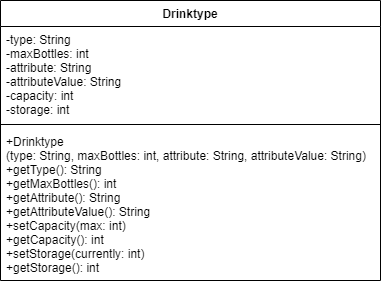 Drinktype
-type: String
-maxBottles: int
-attribute: String
-attributeValue: String
-capacity: int
-storage: int
+Drinktype
(type: String, maxBottles: int, attribute: String, attributeValue: String)
+getType(): String
+getMaxBottles(): int
+getAttribute(): String
+getAttributeValue(): String
+setCapacity(max: int)
+getCapacity(): int
+setStorage(currently: int)
+getStorage(): int